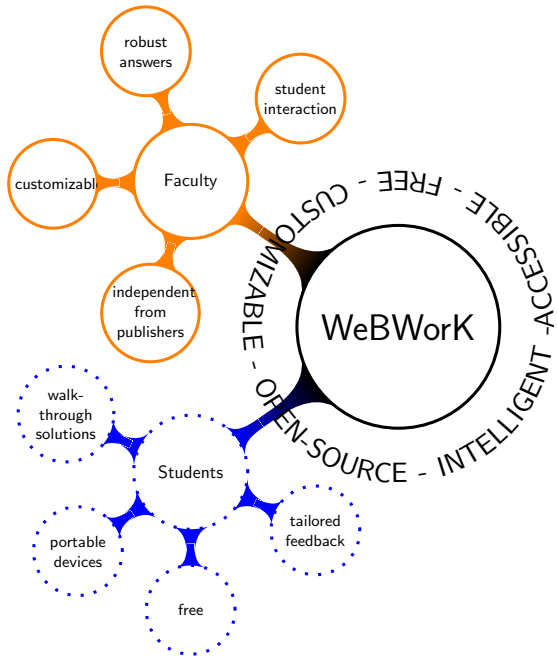 robust
answers
student
interaction
customizable
Faculty
independent
from
publishers
WeBWorK
CUSTOMIZABLE - OPEN-SOURCE - INTELLIGENT -ACCESSIBLE - FREE -
walk-
through
solutions
Students
portable
devices
free
tailored
feedback